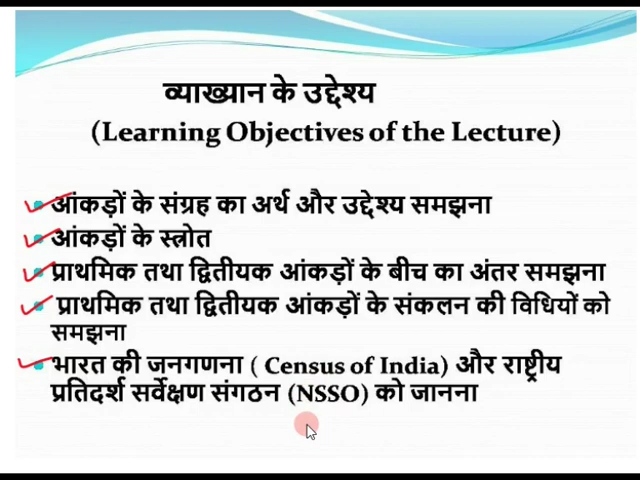 व्याख्यान के उद्देश्य
(Learning Objectives of the Lecture)
आंकड़ों के संग्रह का अर्थ और उद्देश्य समझना
आंकड़ों के स्त्रोत
प्राथमिक तथा द्वितीयक आंकड़ों के बीच का अंतर समझना
प्राथमिक तथा द्वितीयक आंकड़ों के संकलन की विधियों को
समझना
भारत की जनगणना ( Census of India) और राष्ट्रीय
प्रतिदर्श सर्वेक्षण संगठन (NSSO) को जानना